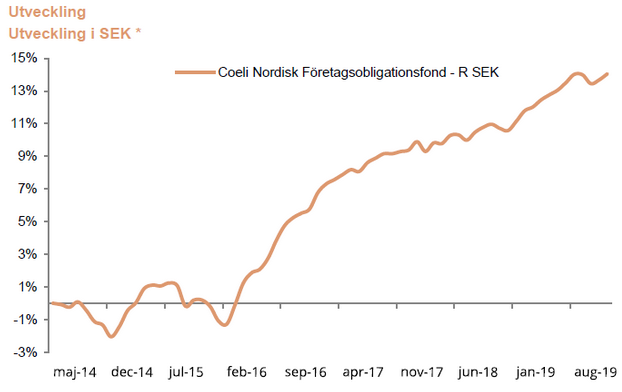 Utveckling
Utveckling i SEK *
15%
Coeli Nordisk Företagsobligationsfond - R SEK
13%
11%
9%
7%
5%
3%
1%
-1%
-3%
maj-14 dec-14 juli-15 feb-16 sep-16 apr-17 nov-17 jun-18 jan-19 aug-19